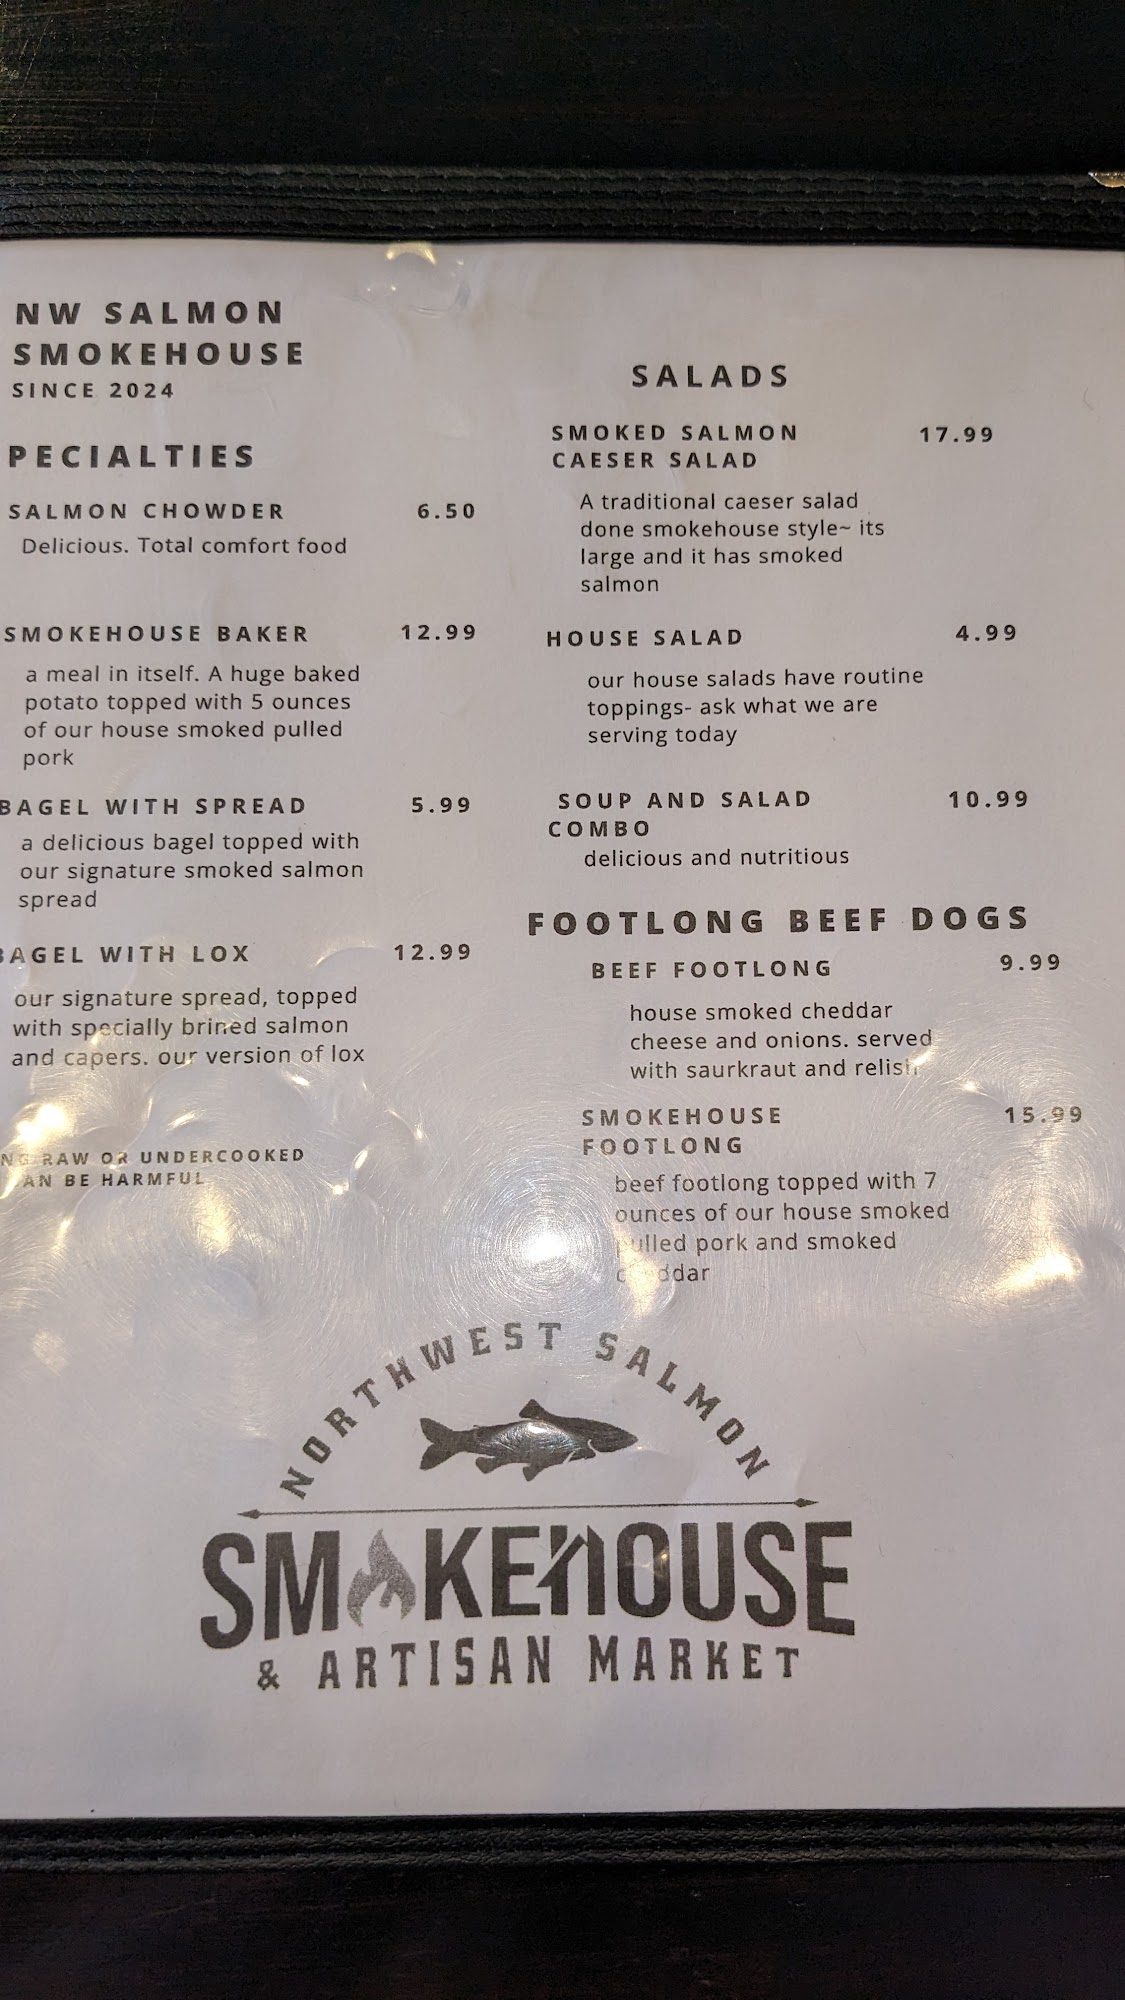 NW SALMON
SMOKEHOUSE
SINCE 2024
PECIALTIES
SALMON CHOWDER 6.50
Delicious. Total comfort food
SMOKEHOUSE BAKER 12.99
a meal in itself. A huge baked
potato topped with 5 ounces
of our house smoked pulled
pork
BAGEL WITH SPREAD 5.99
a delicious bagel topped with
our signature smoked salmon
spread
BAGEL WITH LOX 12.99
our signature spread, topped
with specially brined salmon
and capers. our version of lox
RAW OR UNDERCOOKED
BE HARMFUL
SALADS
SMOKED SALMON 17.99
CAESER SALAD
A traditional caeser salad
done smokehouse style~ its
large and it has smoked
salmon
HOUSE SALAD 4.99
our house salads have routine
toppings- ask what we are
serving today
SOUP AND SALAD 10.99
COMBO
delicious and nutritious
FOOTLONG BEEF DOGS
BEEF FOOTLONG 9.99
house smoked cheddar
cheese and onions. served
with saurkraut and relish
SMOKEHOUSE 15.99
FOOTLONG
beef footlong topped with 7
ounces of our house smoked
pulled pork and smoked
cheddar
NORTHWEST SALMON
SMOKEHOUSE
& ARTISAN MARKET